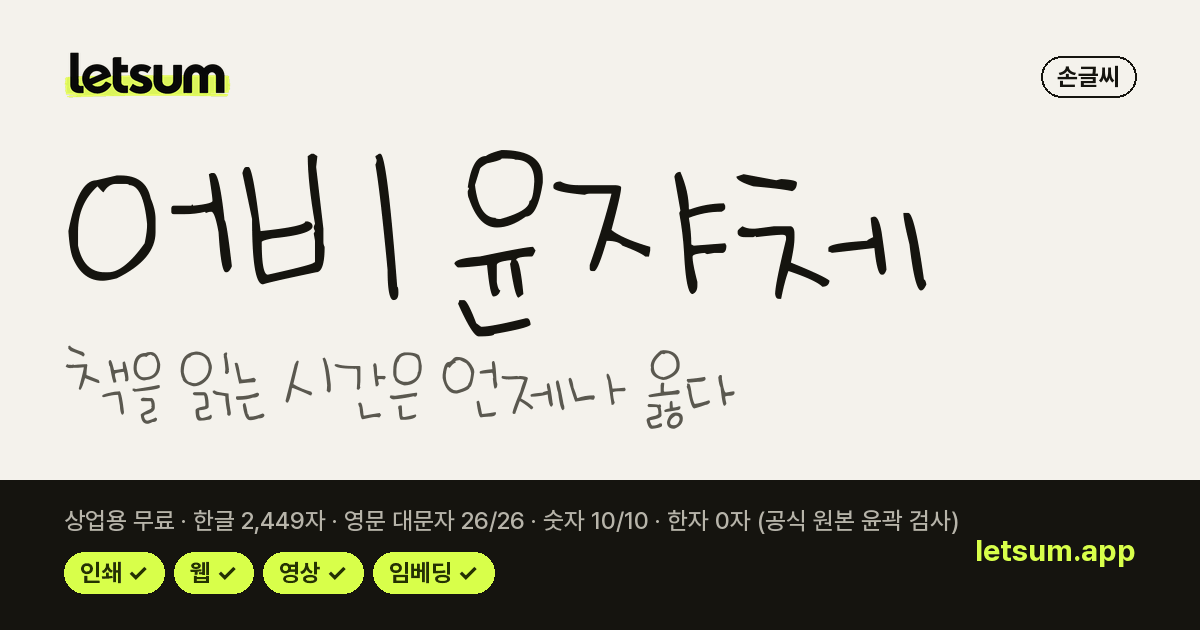 letsum
손글씨
어비 윤쟈체
책을 읽는 시간은 언제나 옳다
상업용 무료 · 한글 2,449자 · 영문 대문자 26/26 · 숫자 10/10 · 한자 0자 (공식 원본 윤곽 검사)
letsum.app
인쇄 ✓ 웹 ✓ 영상 ✓ 임베딩 ✓